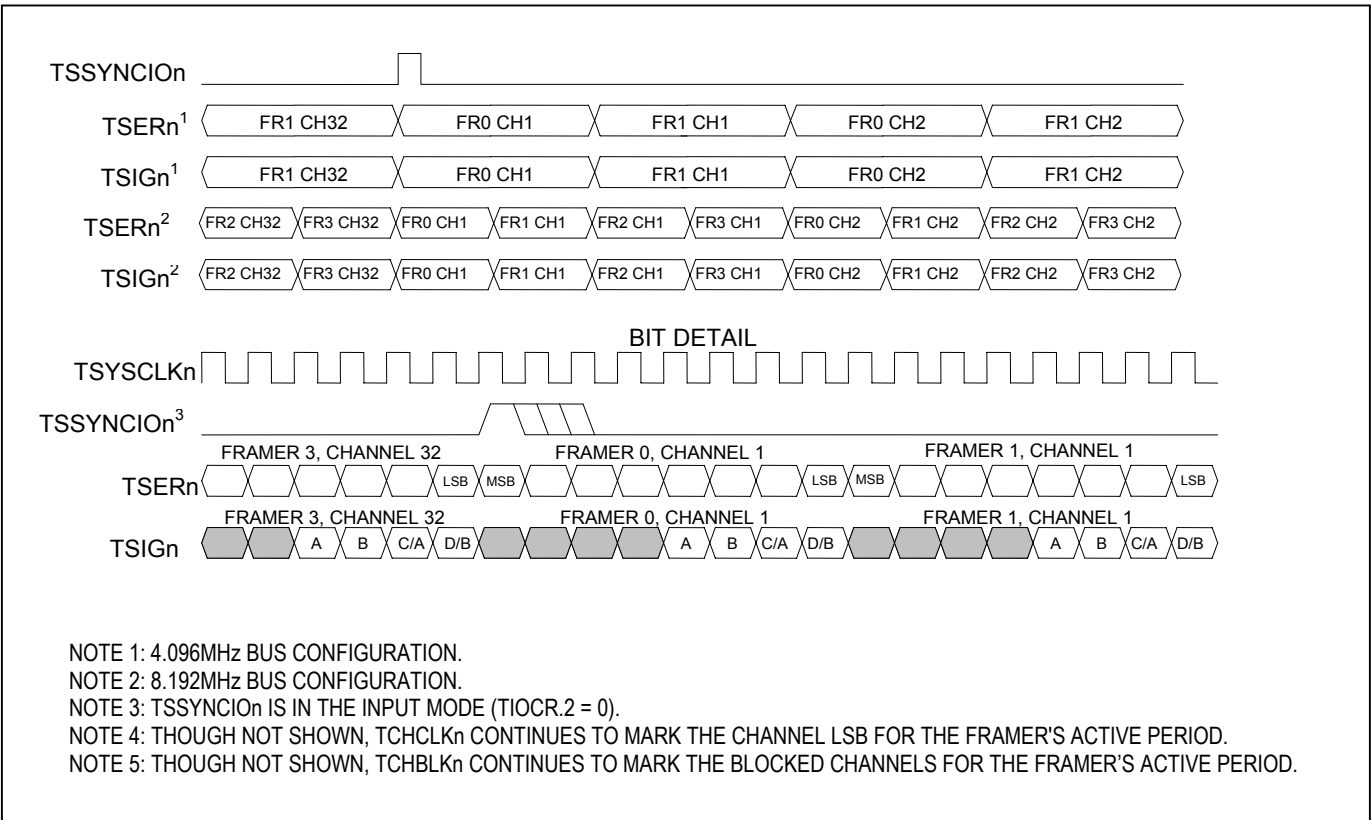 TSSYNCIOn
TSERn1 FR1 CH32 FR0 CH1 FR1 CH1 FR0 CH2 FR1 CH2
TSIGn1 FR1 CH32 FR0 CH1 FR1 CH1 FR0 CH2 FR1 CH2
TSERn2 FR2 CH32 FR3 CH32 FR0 CH1 FR1 CH1 FR2 CH1 FR3 CH1 FR0 CH2 FR1 CH2 FR2 CH2 FR3 CH2
TSIGn2 FR2 CH32 FR3 CH32 FR0 CH1 FR1 CH1 FR2 CH1 FR3 CH1 FR0 CH2 FR1 CH2 FR2 CH2 FR3 CH2
BIT DETAIL
TSYSCLKn
TSSYNCIOn3
FRAMER 3, CHANNEL 32 FRAMER 0, CHANNEL 1 FRAMER 1, CHANNEL 1
TSERn LSB MSB LSB MSB LSB
FRAMER 3, CHANNEL 32 FRAMER 0, CHANNEL 1 FRAMER 1, CHANNEL 1
TSIGn A B C/A D/B A B C/A D/B A B C/A D/B
NOTE 1: 4.096MHz BUS CONFIGURATION.
NOTE 2: 8.192MHz BUS CONFIGURATION.
NOTE 3: TSSYNCIOn IS IN THE INPUT MODE (TIOCR.2 = 0).
NOTE 4: THOUGH NOT SHOWN, TCHCLKn CONTINUES TO MARK THE CHANNEL LSB FOR THE FRAMER'S ACTIVE PERIOD.
NOTE 5: THOUGH NOT SHOWN, TCHBLKn CONTINUES TO MARK THE BLOCKED CHANNELS FOR THE FRAMER’S ACTIVE PERIOD.